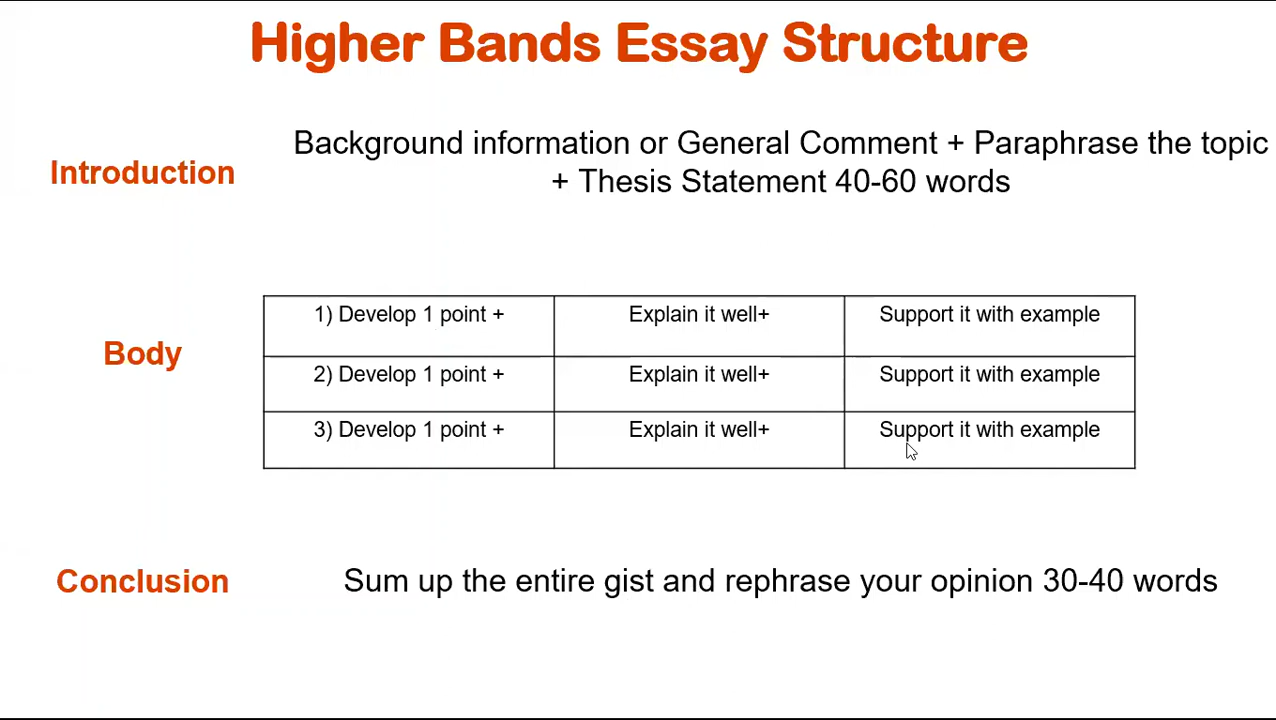 Higher Bands Essay Structure
Background information or General Comment + Paraphrase the topic
+ Thesis Statement 40-60 words
Introduction
1) Develop 1 point + Explain it well+ Support it with example
Body
2) Develop 1 point + Explain it well+ Support it with example
3) Develop 1 point + Explain it well+ Support it with example
Conclusion
Sum up the entire gist and rephrase your opinion 30-40 words